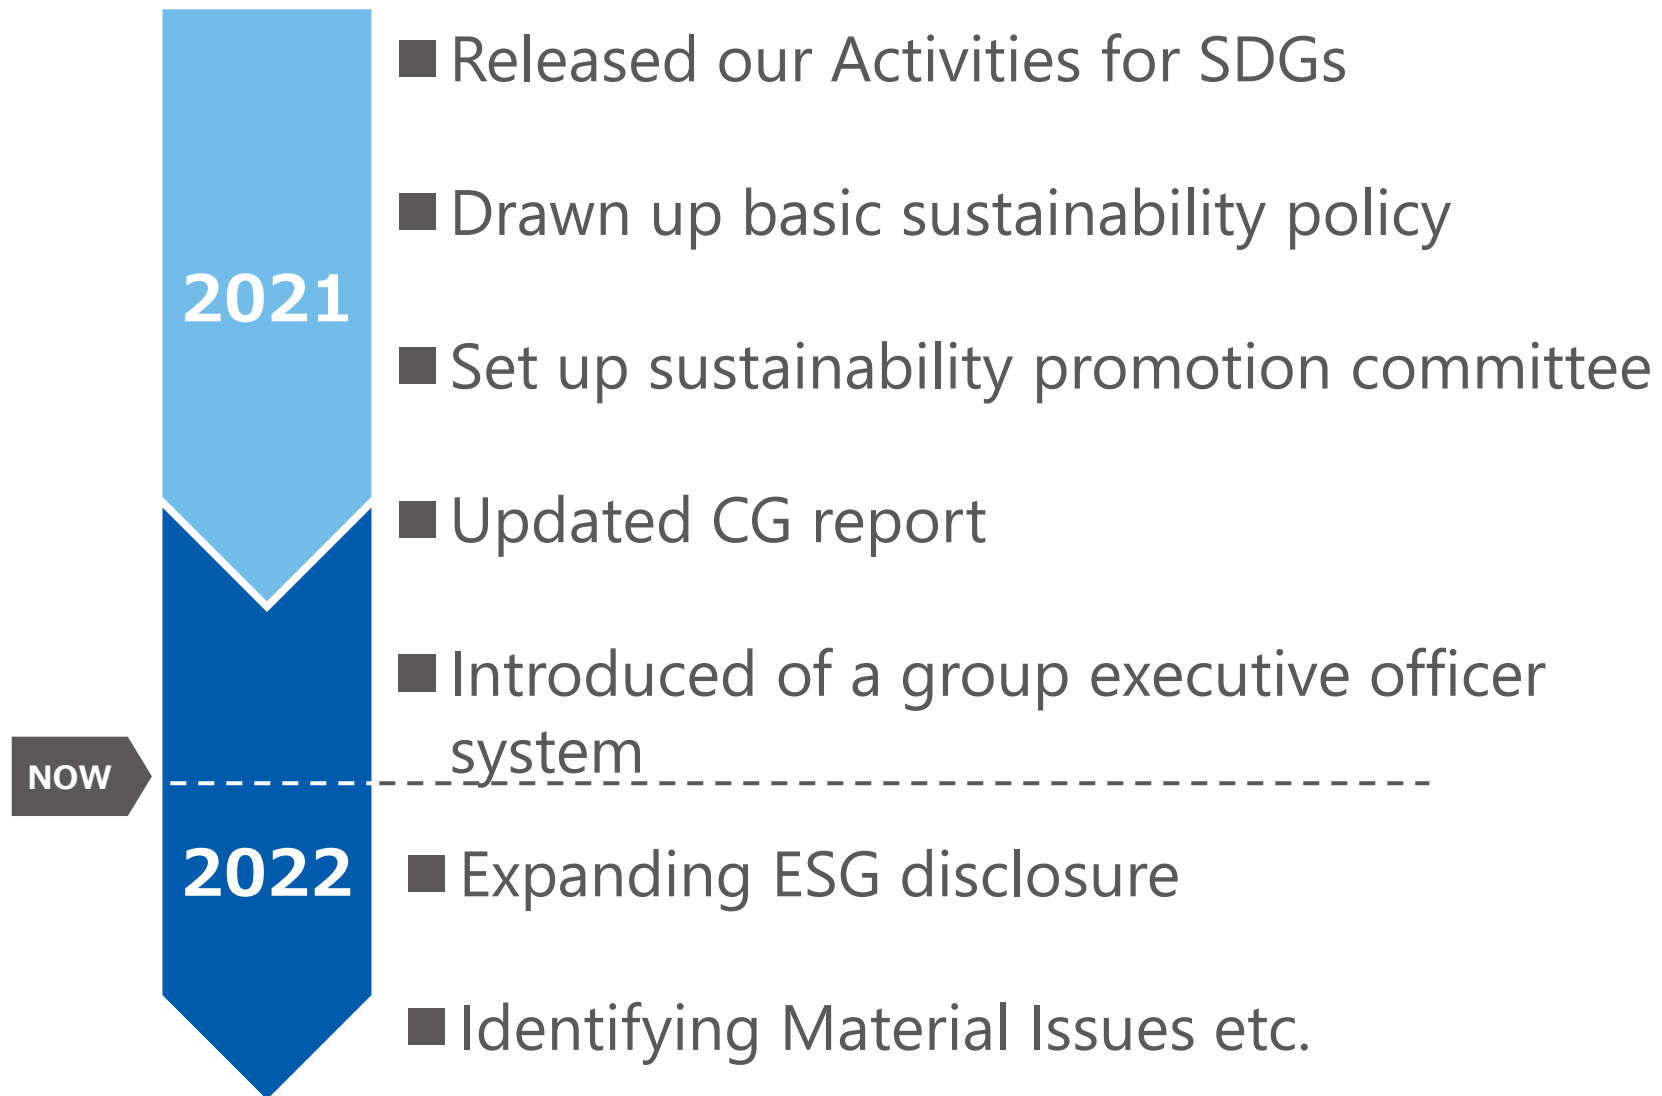 2021
■ Released our Activities for SDGs
■ Drawn up basic sustainability policy
■ Set up sustainability promotion committee
■ Updated CG report
■ Introduced of a group executive officer
system
NOW
2022
■ Expanding ESG disclosure
■ Identifying Material Issues etc.